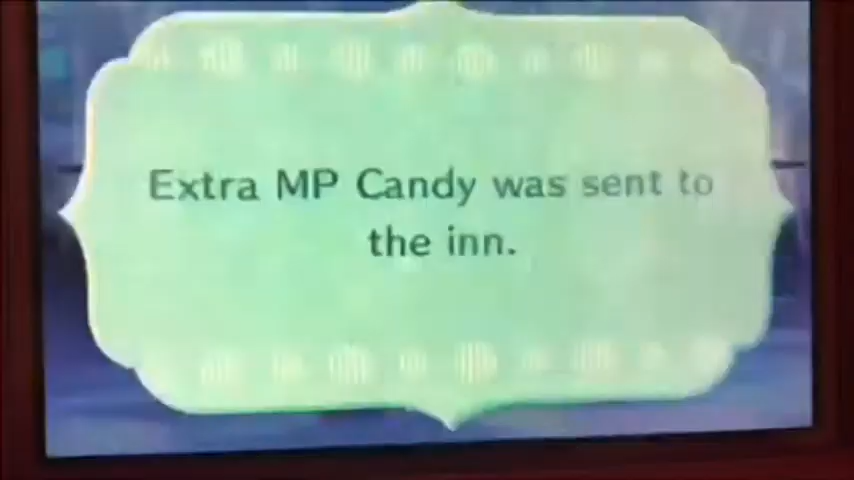 Extra MP Candy was sent to
the inn.